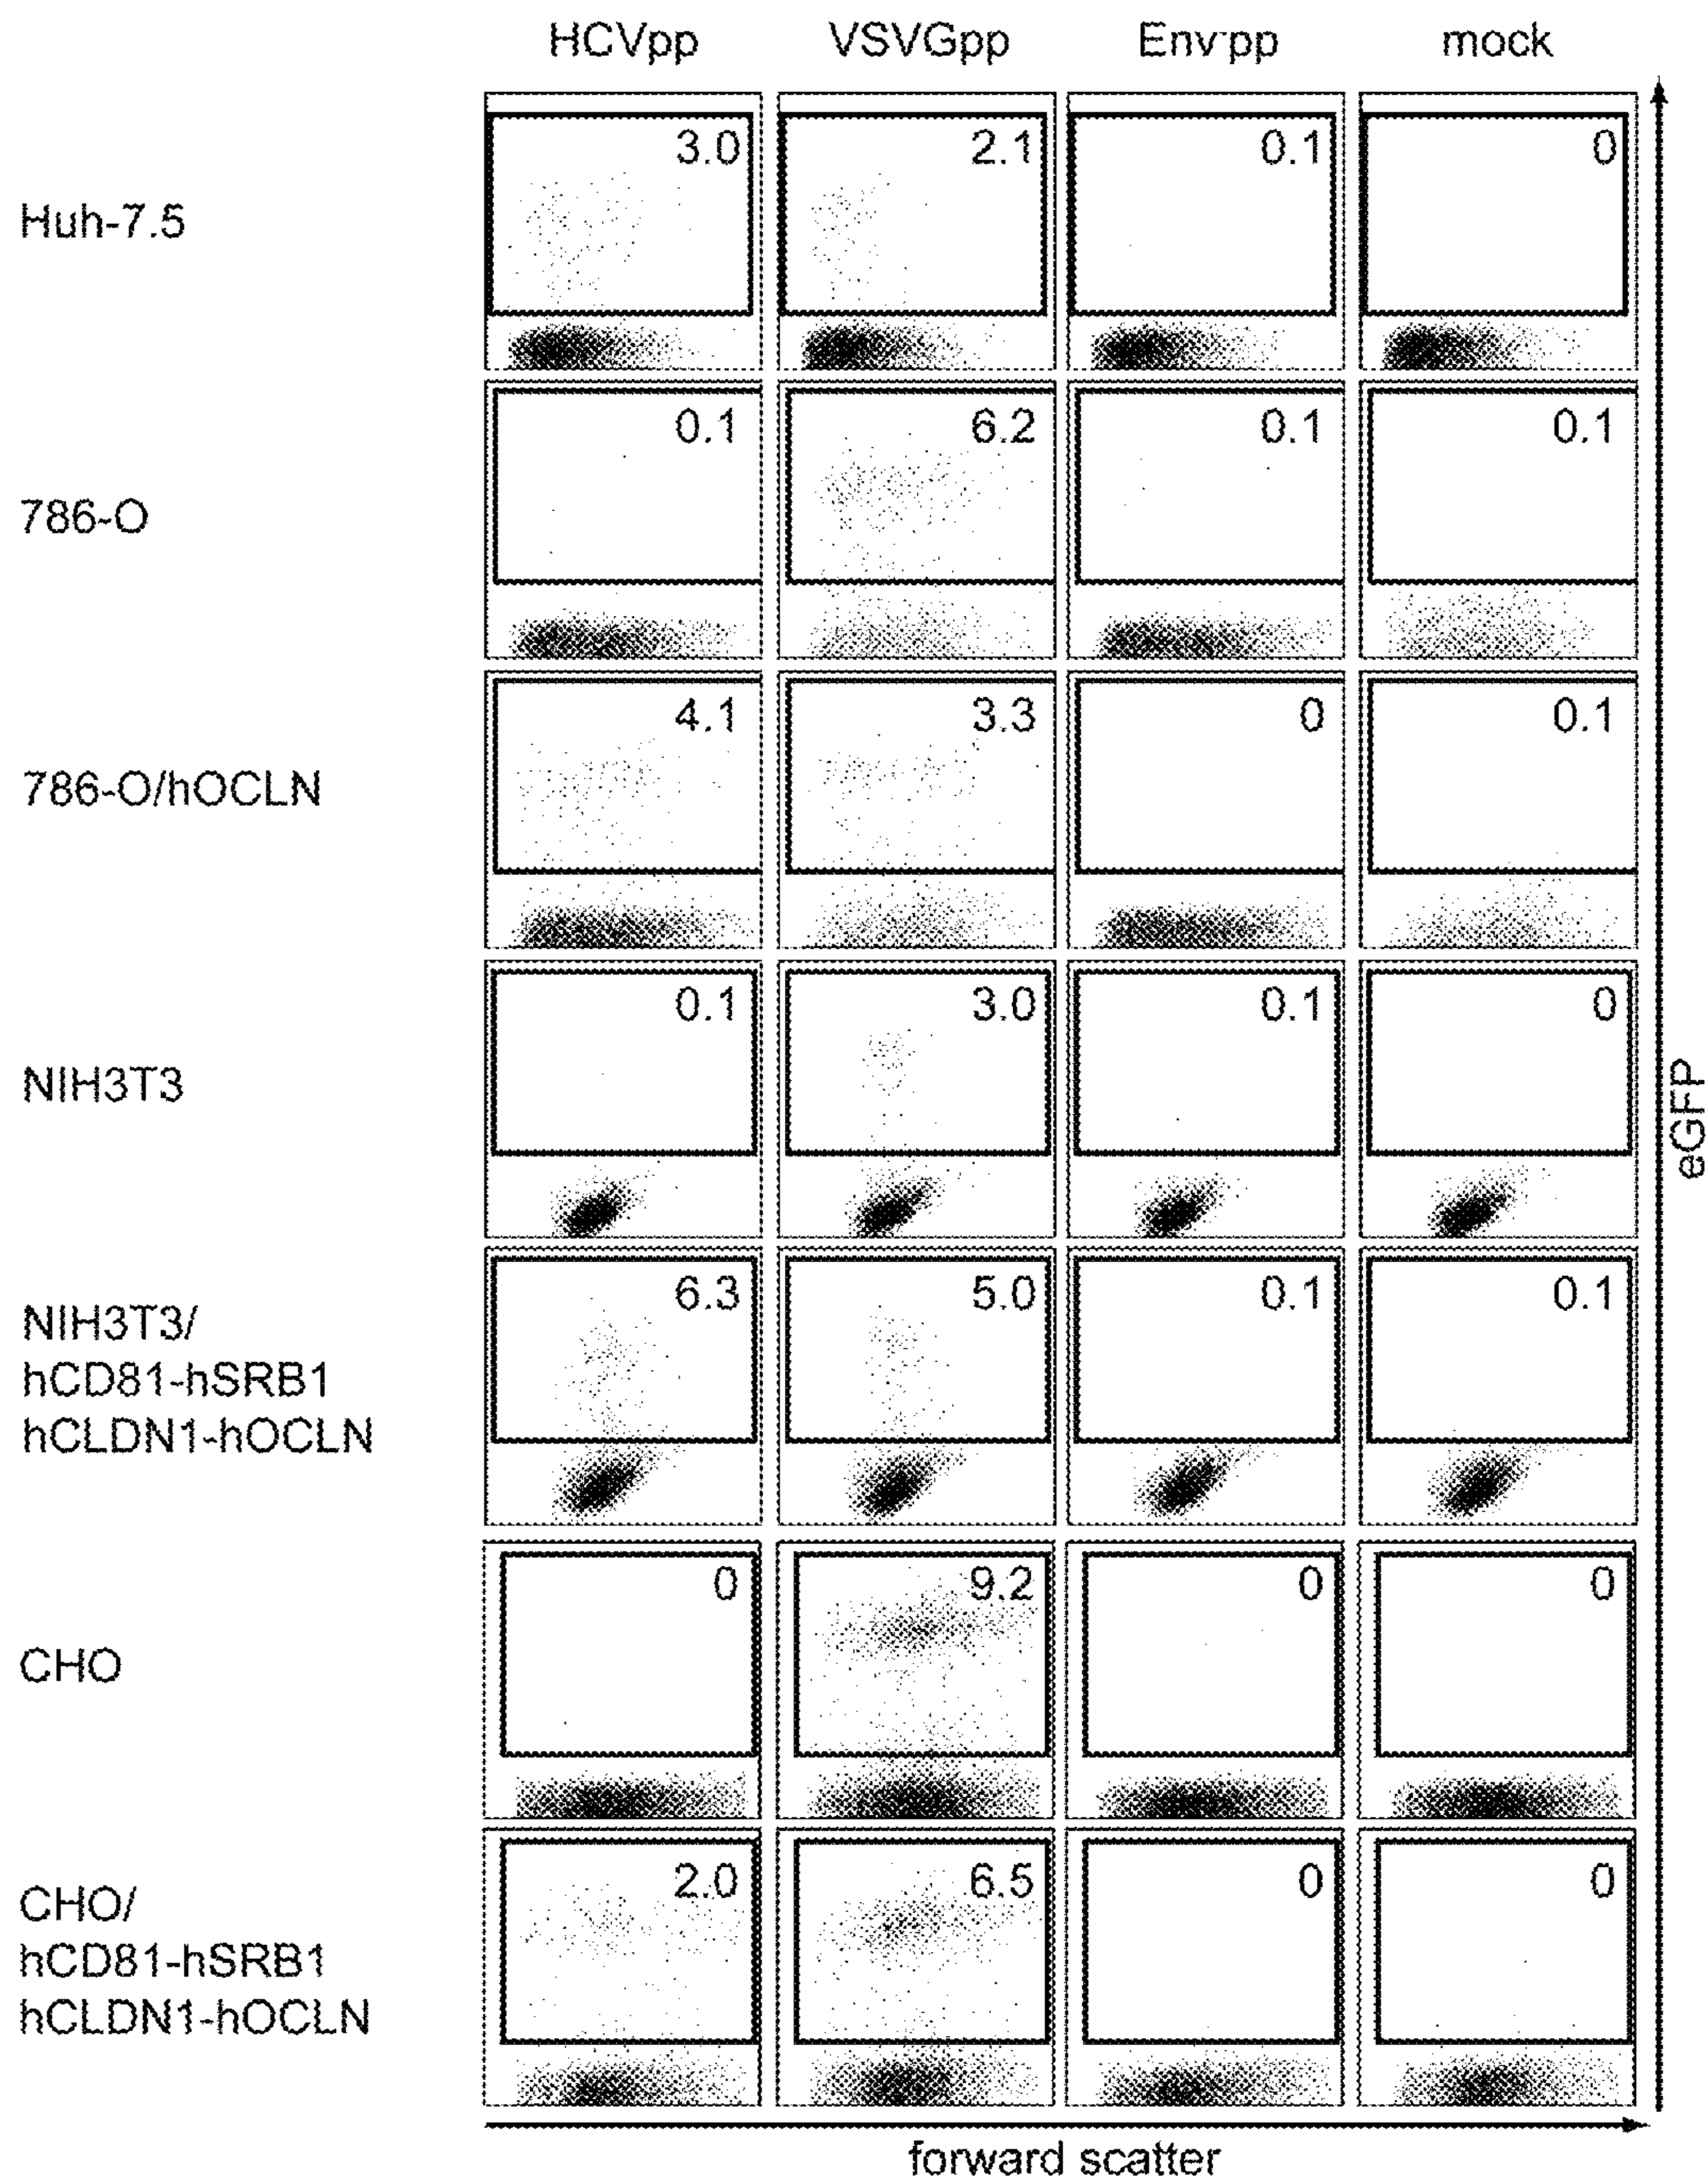 HCVpp VSVGpp Env-pp mock
Huh-7.5 3.0 2.1 0.1 0
786-O 0.1 6.2 0.1 0.1
786-O/hOCLN 4.1 3.3 0 0.1
NIH3T3 0.1 3.0 0.1 0
NIH3T3/ 6.3 5.0 0.1 0.1
hCD81-hSRB1
hCLDN1-hOCLN
CHO 0 9.2 0 0
CHO/ 2.0 6.5 0 0
hCD81-hSRB1
hCLDN1-hOCLN
eGFP
forward scatter